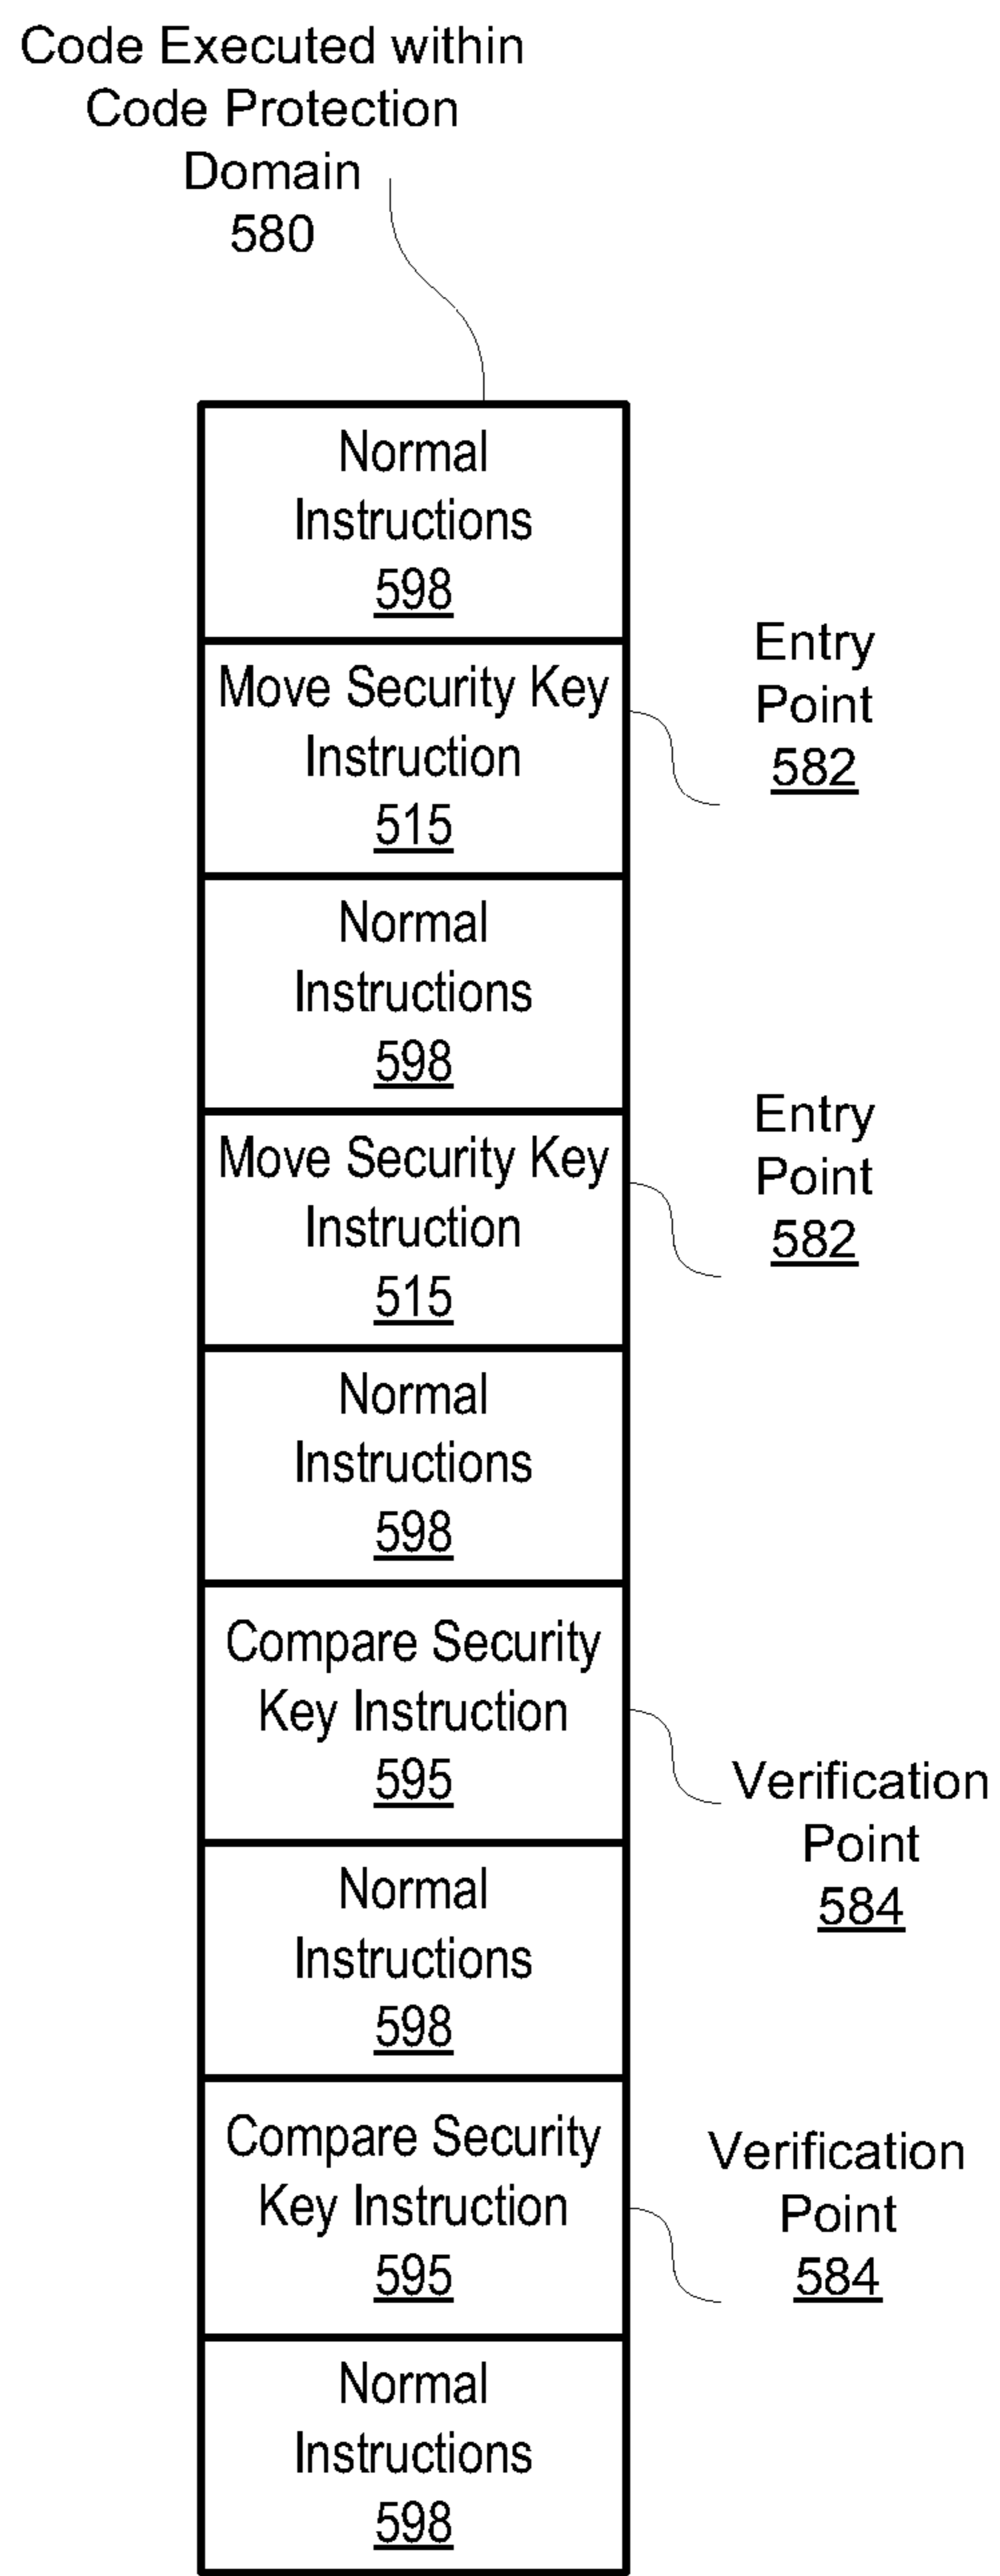 Code Executed within
Code Protection
Domain
580
Normal
Instructions
598
Move Security Key
Instruction
515
Entry
Point
582
Normal
Instructions
598
Move Security Key
Instruction
515
Entry
Point
582
Normal
Instructions
598
Compare Security
Key Instruction
595
Verification
Point
584
Normal
Instructions
598
Compare Security
Key Instruction
595
Verification
Point
584
Normal
Instructions
598